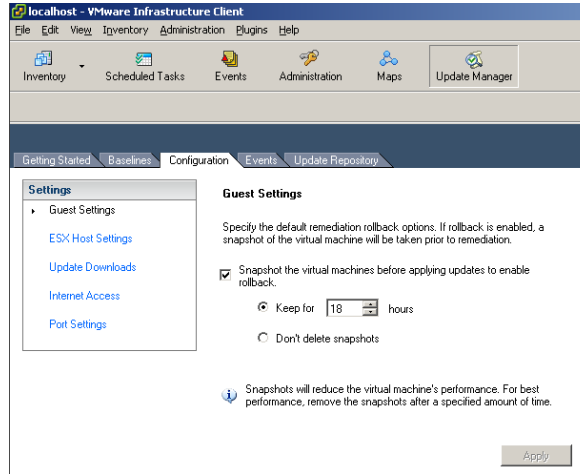 localhost - VMware Infrastructure Client
File Edit View Inventory Administration Plugins Help
Inventory Scheduled Tasks Events Administration Maps Update Manager
Getting Started Baselines Configuration Events Update Repository
Settings
Guest Settings
ESX Host Settings
Update Downloads
Internet Access
Port Settings
Guest Settings
Specify the default remediation rollback options. If rollback is enabled, a
snapshot of the virtual machine will be taken prior to remediation.
Snapshot the virtual machines before applying updates to enable
rollback.
Keep for 18 hours
Don't delete snapshots
Snapshots will reduce the virtual machine's performance. For best
performance, remove the snapshots after a specified amount of time.
Apply